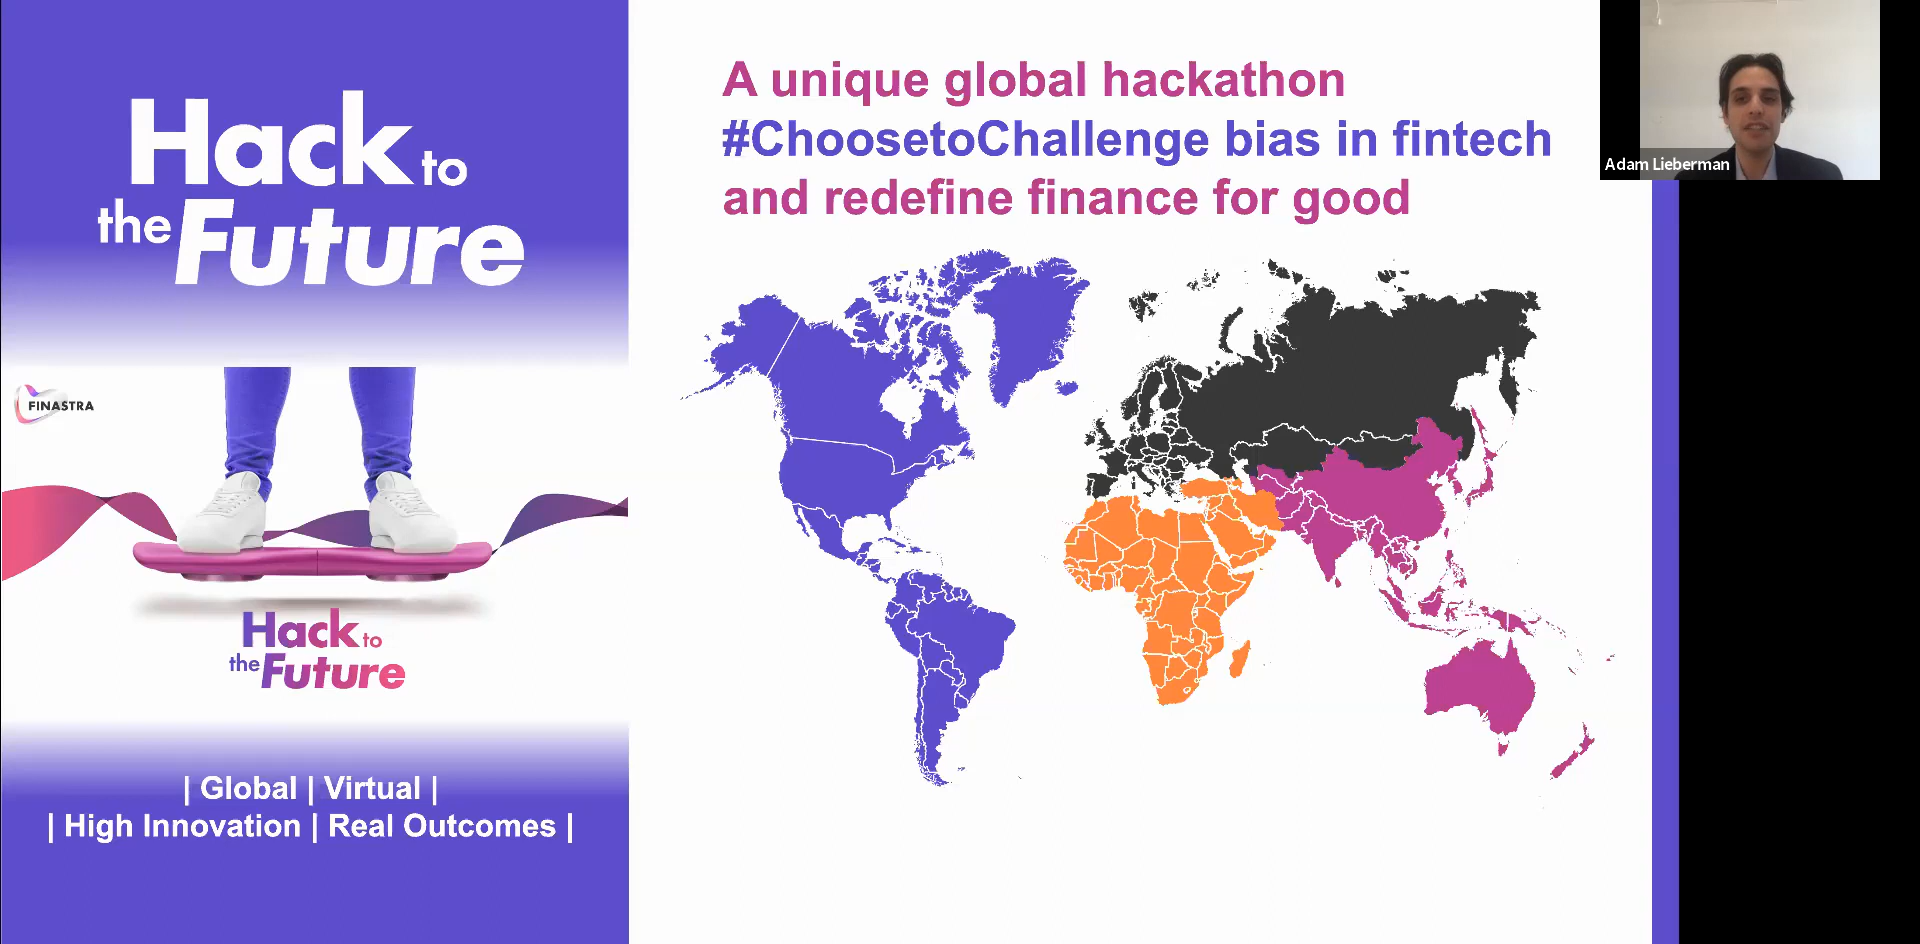 Hack to
the Future
FINASTRA
Hack to
the Future
| Global | Virtual |
| High Innovation | Real Outcomes |
A unique global hackathon
#ChoosetoChallenge bias in fintech
and redefine finance for good
Adam Lieberman